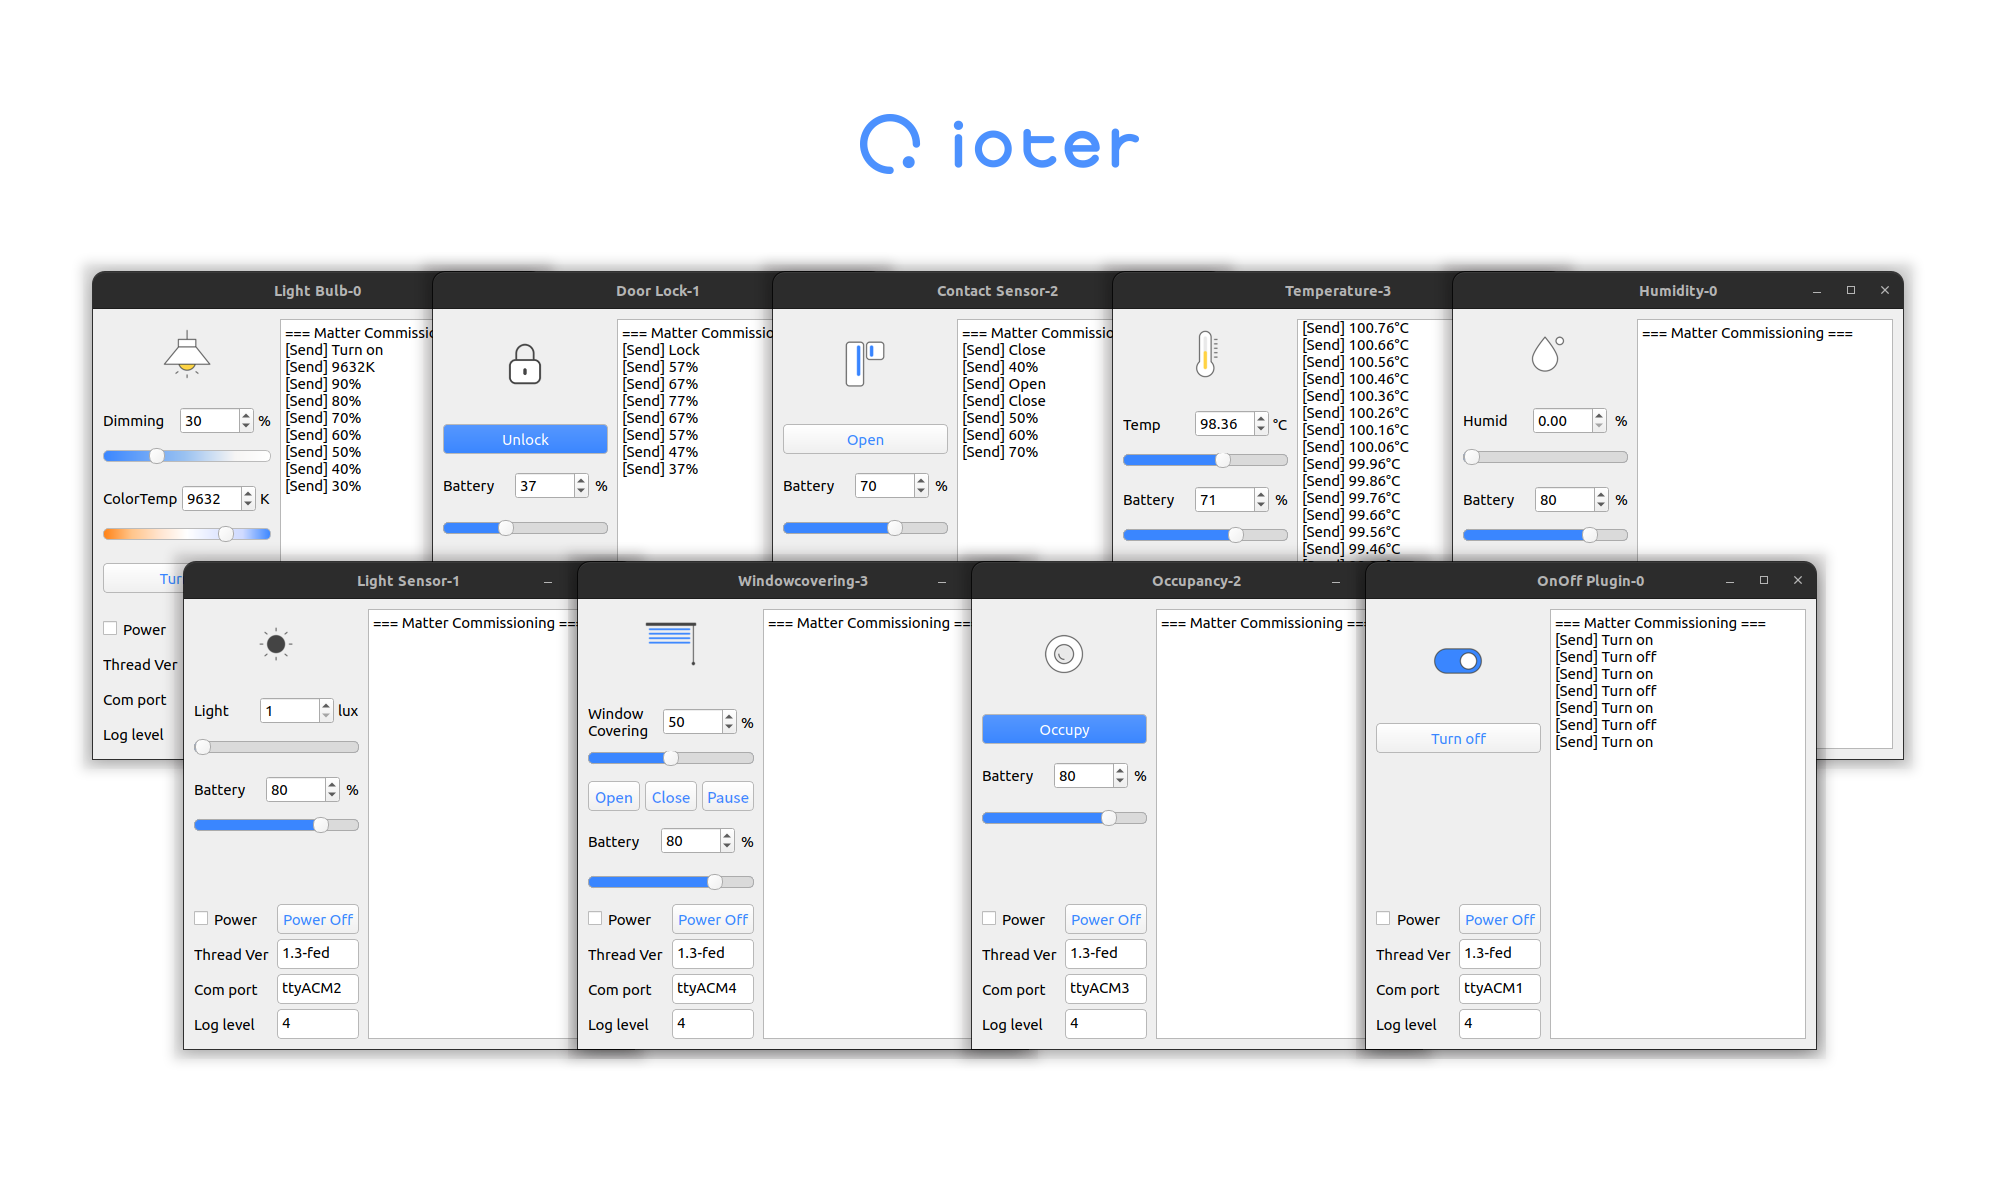 ioter
Light Bulb-0
Dimming 30 %
ColorTemp 9632 K
Power
Thread Ver
Com port
Log level
=== Matter
[Send] Turn on
[Send] 9632K
[Send] 90%
[Send] 80%
[Send] 70%
[Send] 60%
[Send] 50%
[Send] 40%
[Send] 30%
Door Lock-1
Unlock
Battery 37 %
=== Matter
[Send] Lock
[Send] 57%
[Send] 67%
[Send] 77%
[Send] 67%
[Send] 57%
[Send] 47%
[Send] 37%
Contact Sensor-2
Open
Battery 70 %
=== Matter
[Send] Close
[Send] 40%
[Send] Open
[Send] Close
[Send] 50%
[Send] 60%
[Send] 70%
Temperature-3
Temp 98.36 °C
Battery 71 %
[Send] 100.76°C
[Send] 100.66°C
[Send] 100.56°C
[Send] 100.46°C
[Send] 100.36°C
[Send] 100.26°C
[Send] 100.16°C
[Send] 100.06°C
[Send] 99.96°C
[Send] 99.86°C
[Send] 99.76°C
[Send] 99.66°C
[Send] 99.56°C
[Send] 99.46°C
Humidity-0
Humid 0.00 %
Battery 80 %
=== Matter Commissioning ===
Light Sensor-1
Light 1 lux
Battery 80 %
Power Power Off
Thread Ver 1.3-fed
Com port ttyACM2
Log level 4
=== Matter Commissioning ===
Windowcovering-3
Window
Covering 50 %
Open Close Pause
Battery 80 %
Power Power Off
Thread Ver 1.3-fed
Com port ttyACM4
Log level 4
=== Matter Commissioning ==
Occupancy-2
Occupy
Battery 80 %
Power Power Off
Thread Ver 1.3-fed
Com port ttyACM3
Log level 4
=== Matter Commissioning ==
OnOff Plugin-0
Turn off
Power Power Off
Thread Ver 1.3-fed
Com port ttyACM1
Log level 4
=== Matter Commissioning ===
[Send] Turn on
[Send] Turn off
[Send] Turn on
[Send] Turn off
[Send] Turn on
[Send] Turn off
[Send] Turn on